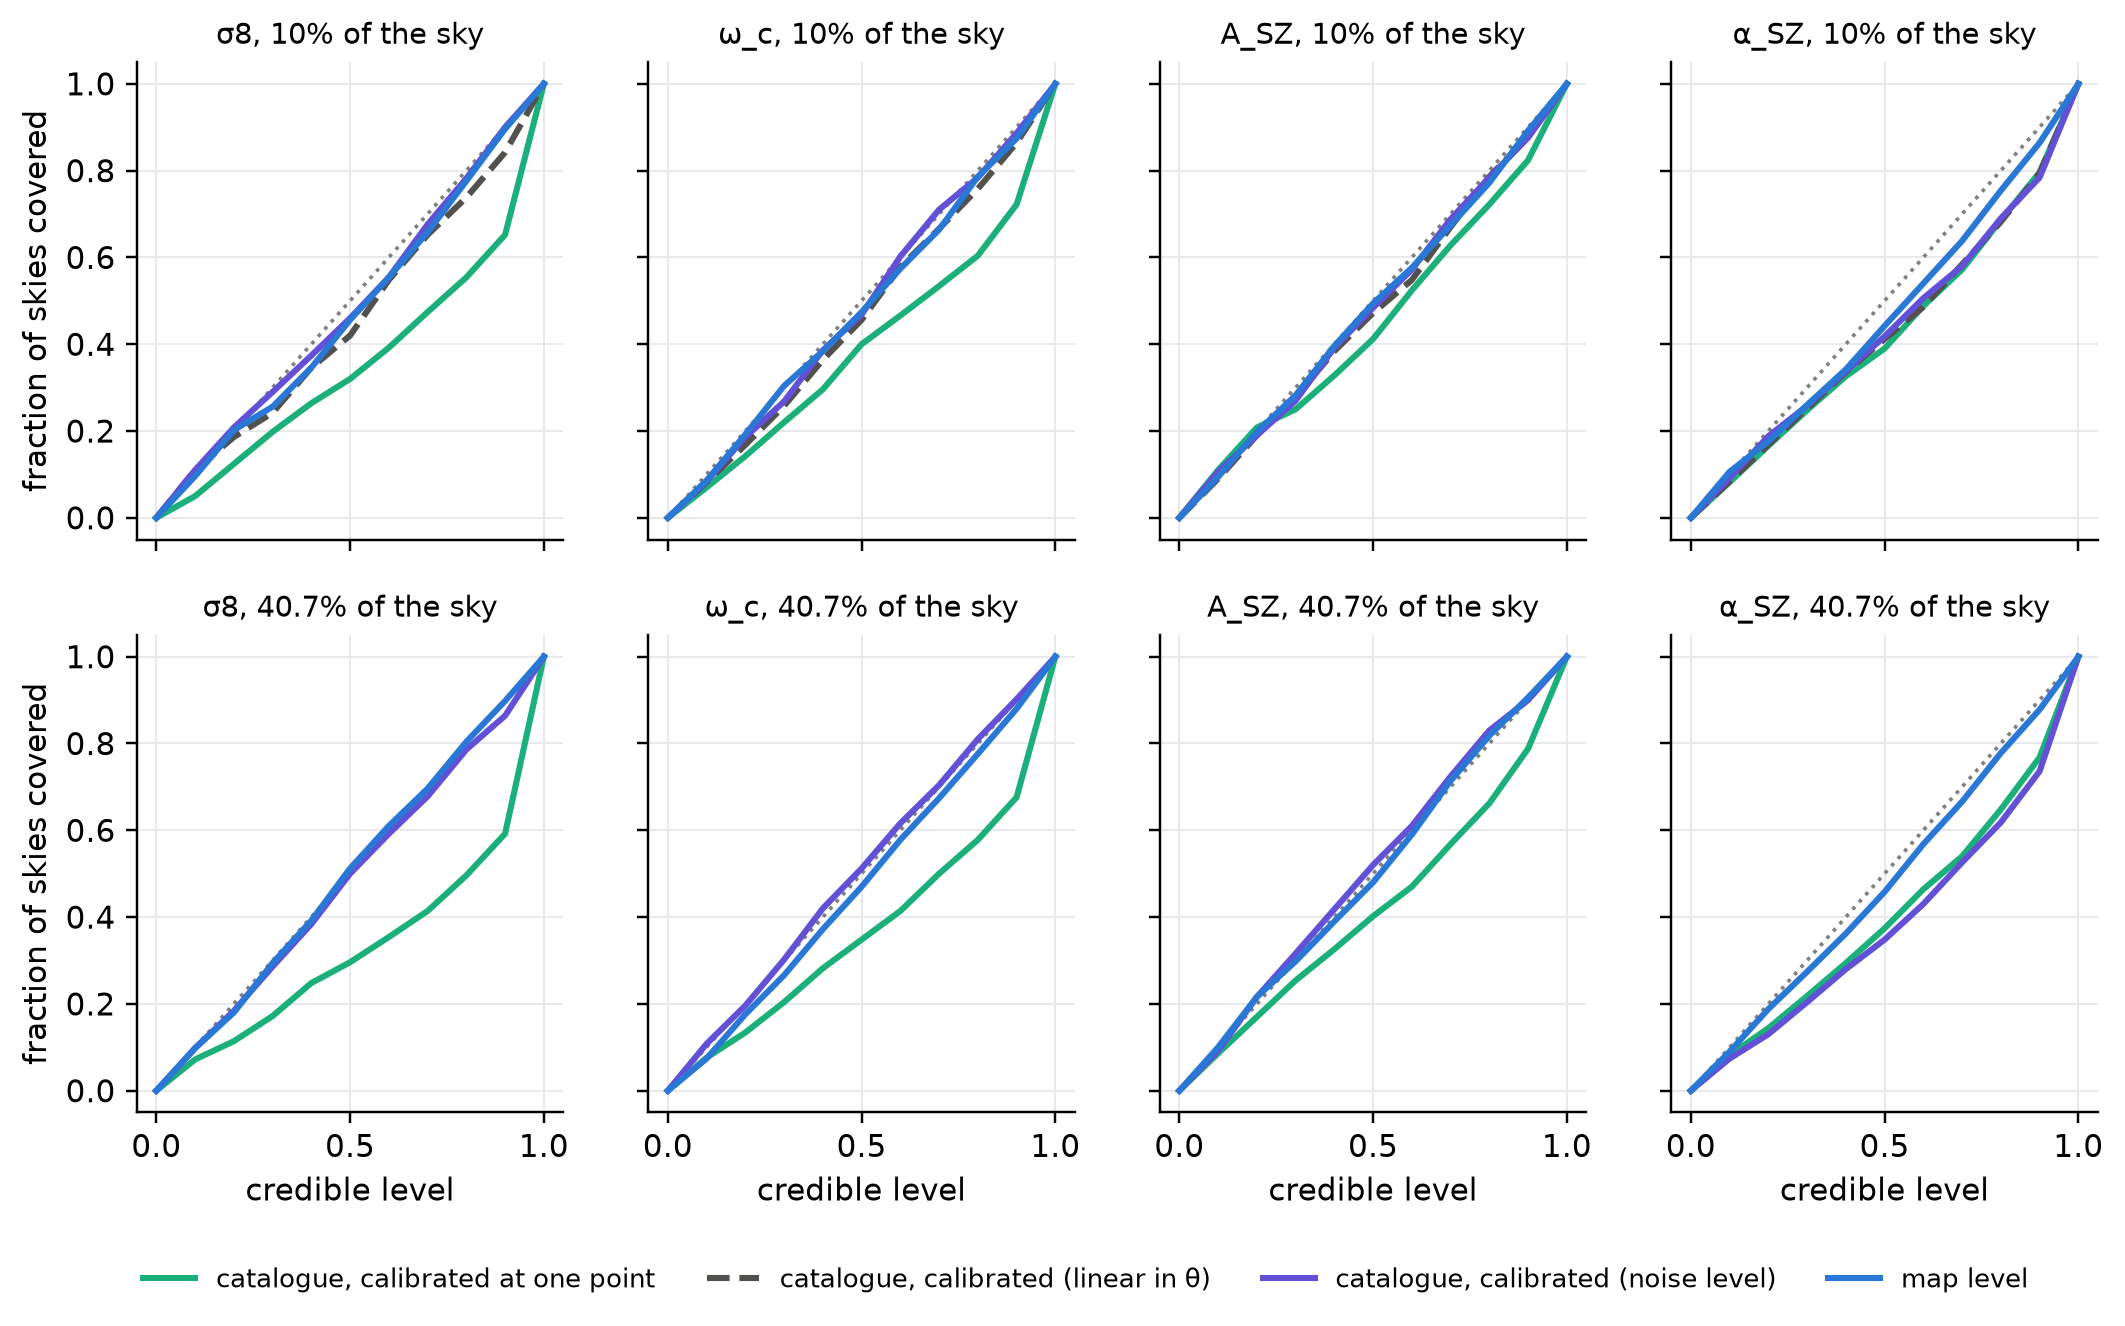 σ8, 10% of the sky
ω_c, 10% of the sky
A_SZ, 10% of the sky
α_SZ, 10% of the sky
fraction of skies covered
1.0
0.8
0.6
0.4
0.2
0.0
σ8, 40.7% of the sky
ω_c, 40.7% of the sky
A_SZ, 40.7% of the sky
α_SZ, 40.7% of the sky
fraction of skies covered
1.0
0.8
0.6
0.4
0.2
0.0
0.0 0.5 1.0
0.0 0.5 1.0
0.0 0.5 1.0
0.0 0.5 1.0
credible level
credible level
credible level
credible level
catalogue, calibrated at one point
catalogue, calibrated (linear in θ)
catalogue, calibrated (noise level)
map level